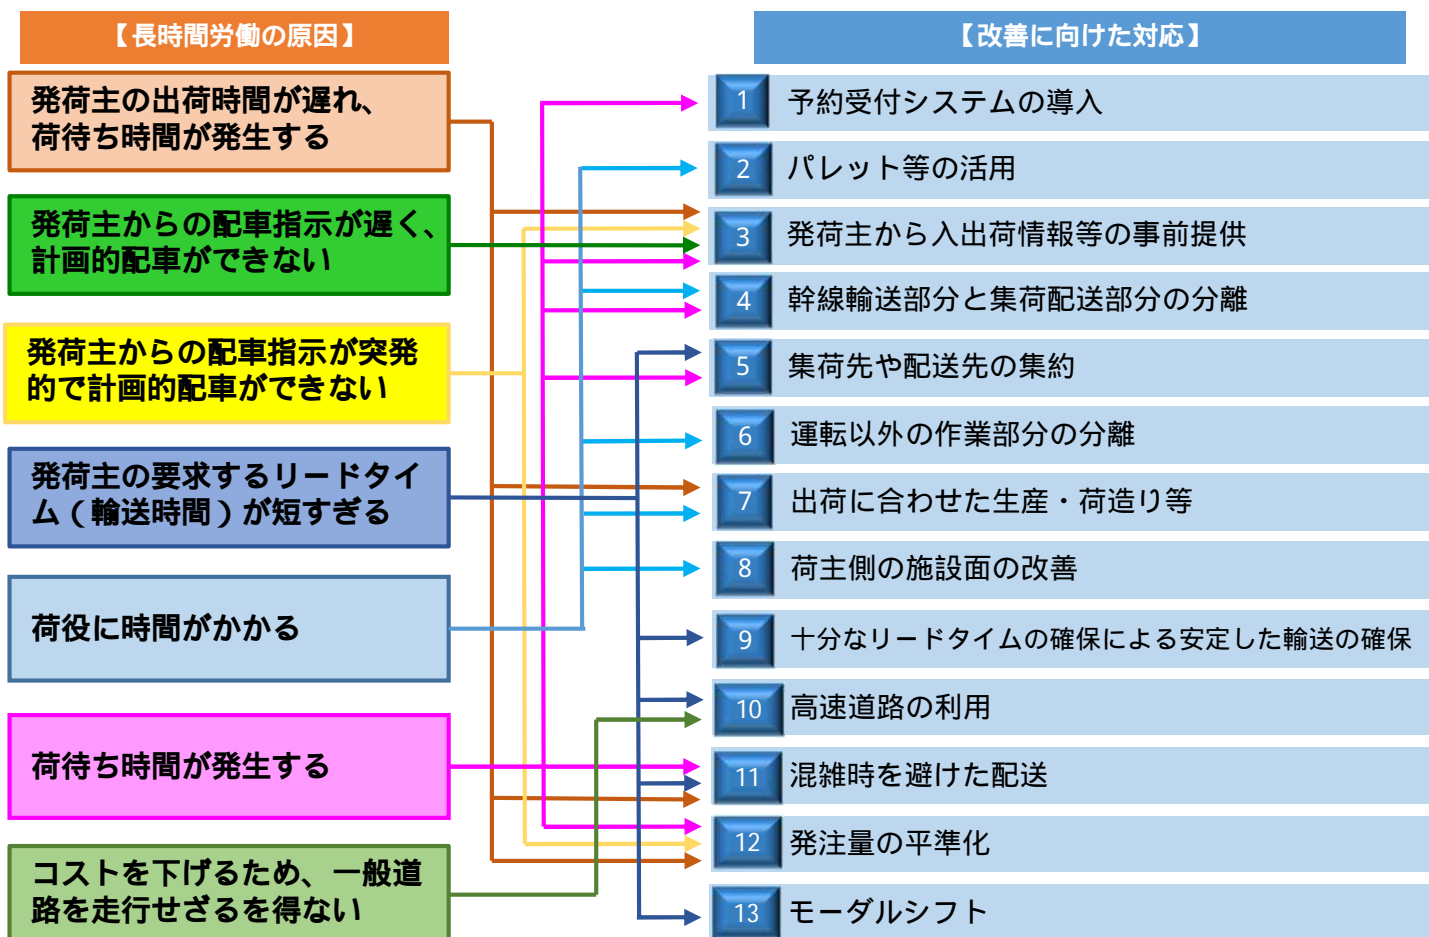 【長時間労働の原因】
発荷主の出荷時間が遅れ、
荷待ち時間が発生する
発荷主からの配車指示が遅く、
計画的配車ができない
発荷主からの配車指示が突発
的で計画的配車ができない
発荷主の要求するリードタイ
ム（輸送時間）が短すぎる
荷役に時間がかかる
荷待ち時間が発生する
コストを下げるため、一般道
路を走行せざるを得ない
【改善に向けた対応】
1 予約受付システムの導入
2 パレット等の活用
3 発荷主から入出荷情報等の事前提供
4 幹線輸送部分と集荷配送部分の分離
5 集荷先や配送先の集約
6 運転以外の作業部分の分離
7 出荷に合わせた生産・荷造り等
8 荷主側の施設面の改善
9 十分なリードタイムの確保による安定した輸送の確保
10 高速道路の利用
11 混雑時を避けた配送
12 発注量の平準化
13 モーダルシフト